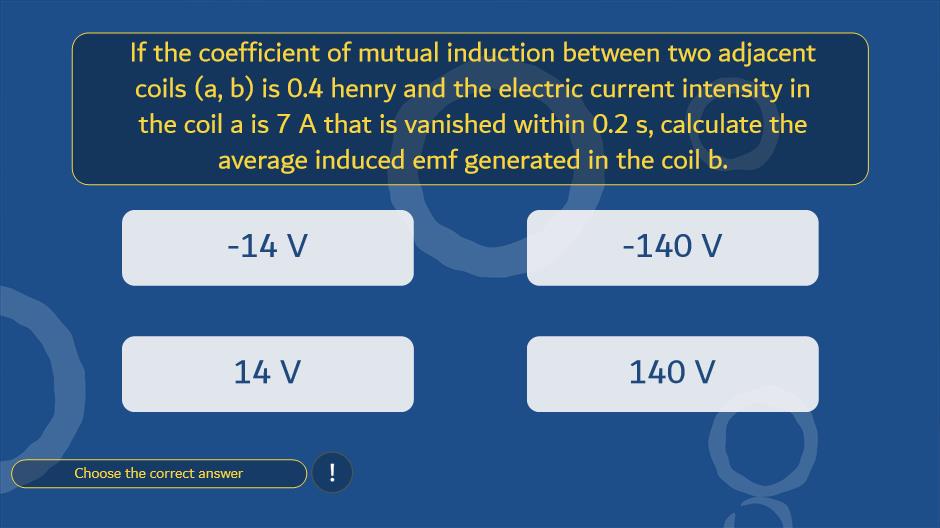 If the coefficient of mutual induction between two adjacent
coils (a, b) is 0.4 henry and the electric current intensity in
the coil a is 7 A that is vanished within 0.2 s, calculate the
average induced emf generated in the coil b.
-14 V
-140 V
14 V
140 V
Choose the correct answer
!